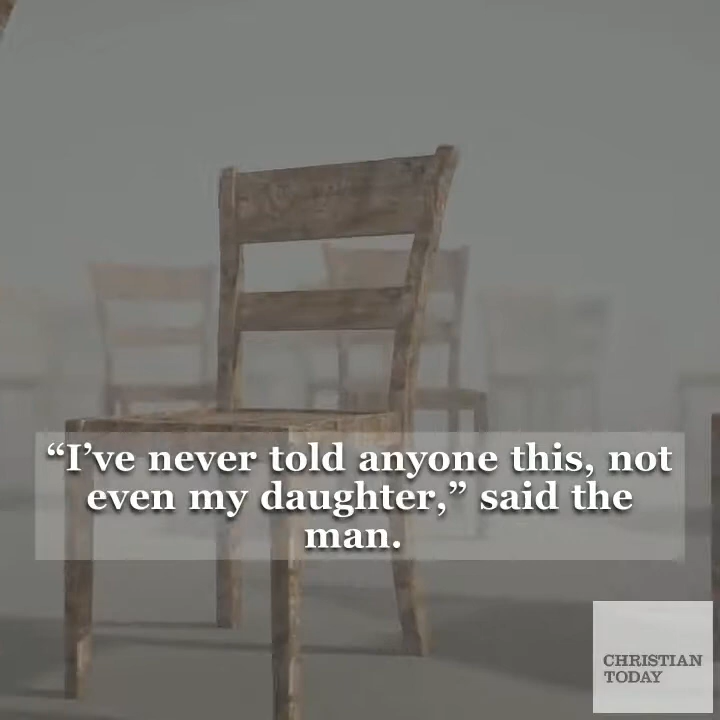 “I’ve never told anyone this, not
even my daughter,” said the
man.
CHRISTIAN
TODAY